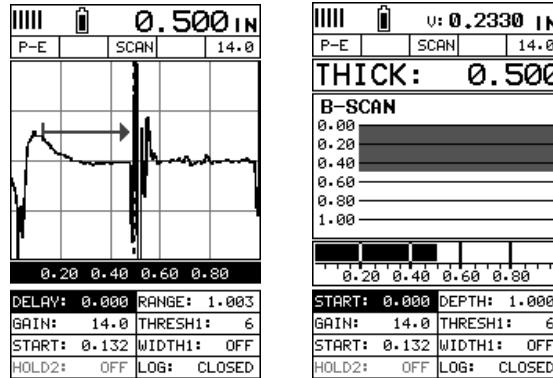 0.500 IN
P-E SCAN 14.0
0.20 0.40 0.60 0.80
DELAY: 0.000 RANGE: 1.003
GAIN: 14.0 THRESH1: 6
START: 0.132 WIDTH1: OFF
HOLD2: OFF LOG: CLOSED
V: 0.2330 IN
P-E SCAN 14.0
THICK: 0.500
B-SCAN
0.00
0.20
0.40
0.60
0.80
1.00
0.20 0.40 0.60 0.80
START: 0.000 DEPTH: 1.000
GAIN: 14.0 THRESH1: 6
START: 0.132 WIDTH1: OFF
HOLD2: OFF LOG: CLOSED